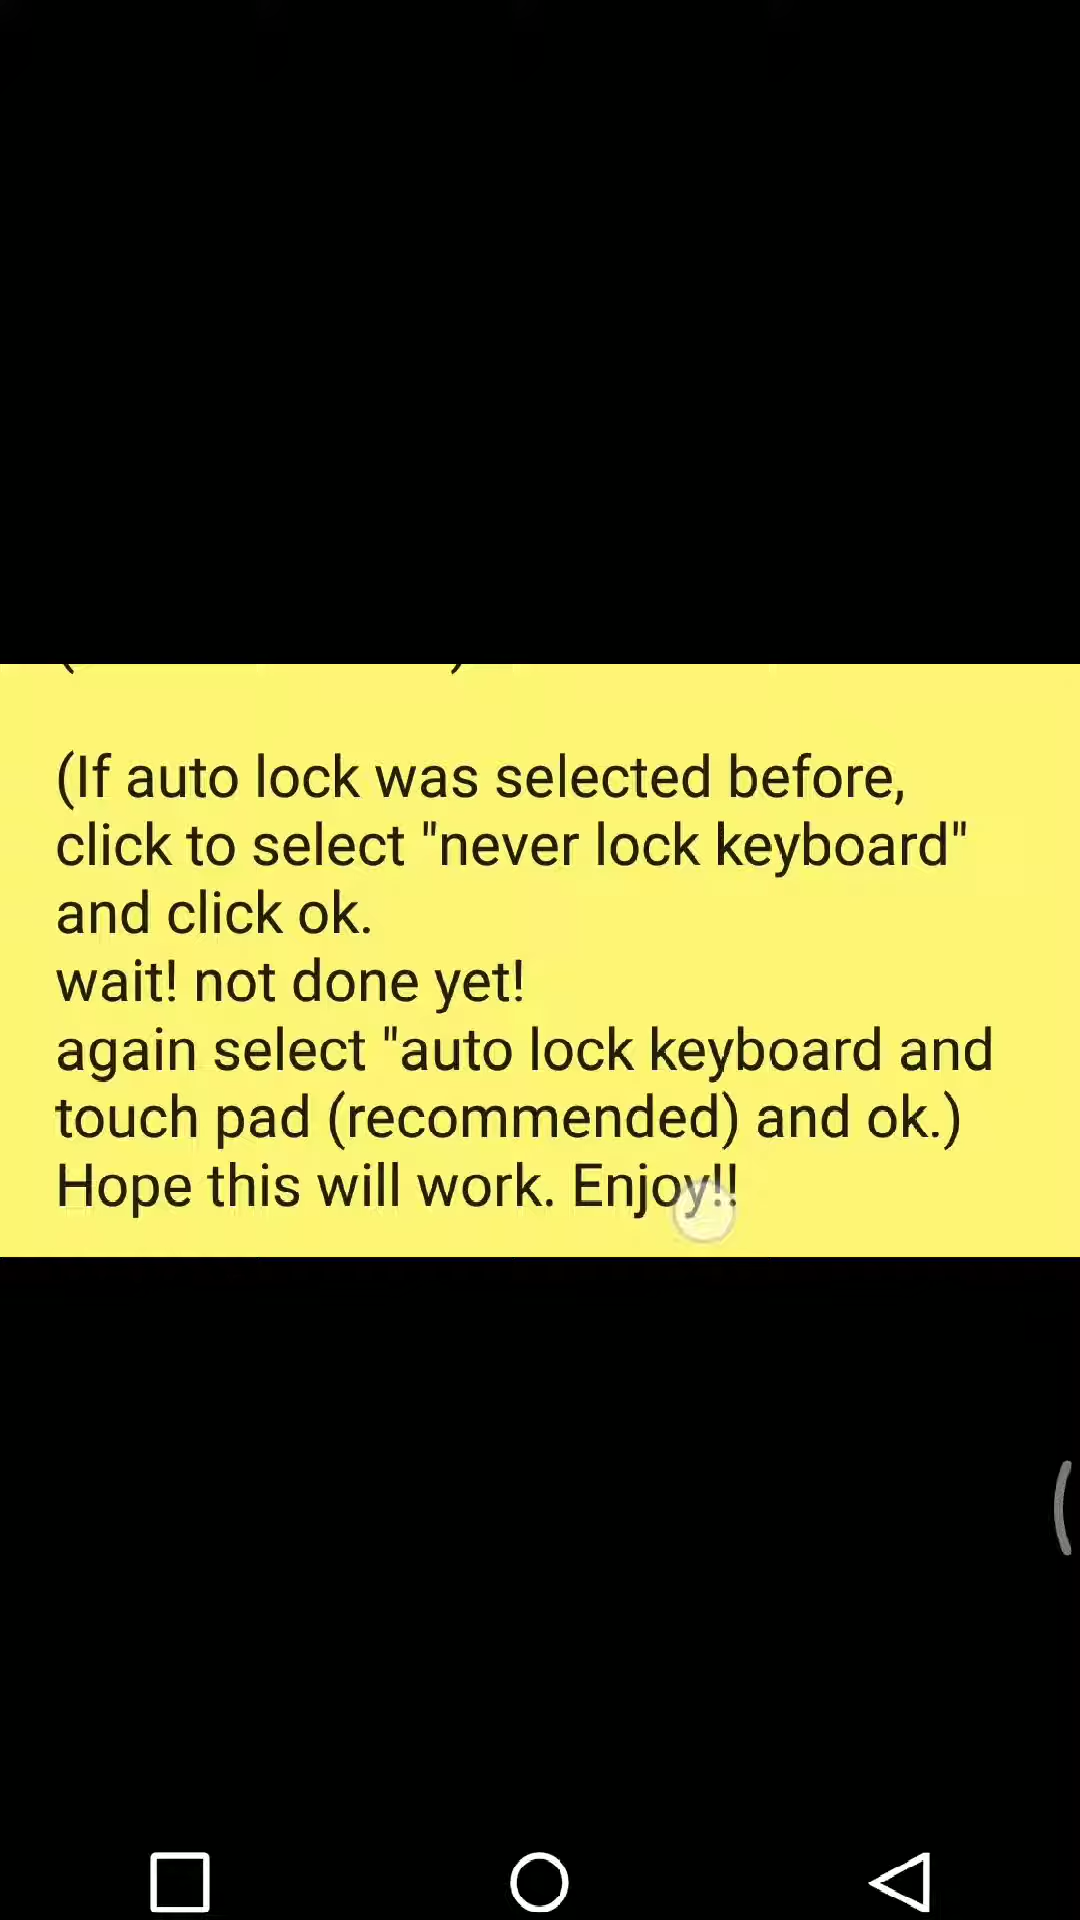 (If auto lock was selected before,
click to select "never lock keyboard"
and click ok.
wait! not done yet!
again select "auto lock keyboard and
touch pad (recommended) and ok.)
Hope this will work. Enjoy!!